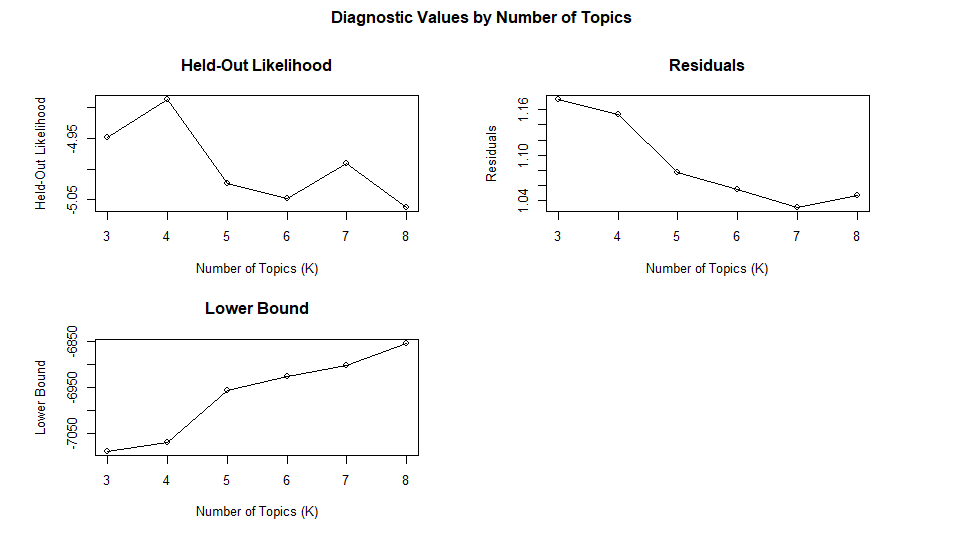 Diagnostic Values by Number of Topics
Held-Out Likelihood
Held-Out Likelihood
-4.95
-5.05
3 4 5 6 7 8
Number of Topics (K)
Residuals
Residuals
1.16
1.10
1.04
3 4 5 6 7 8
Number of Topics (K)
Lower Bound
Lower Bound
-6850
-6950
-7050
3 4 5 6 7 8
Number of Topics (K)